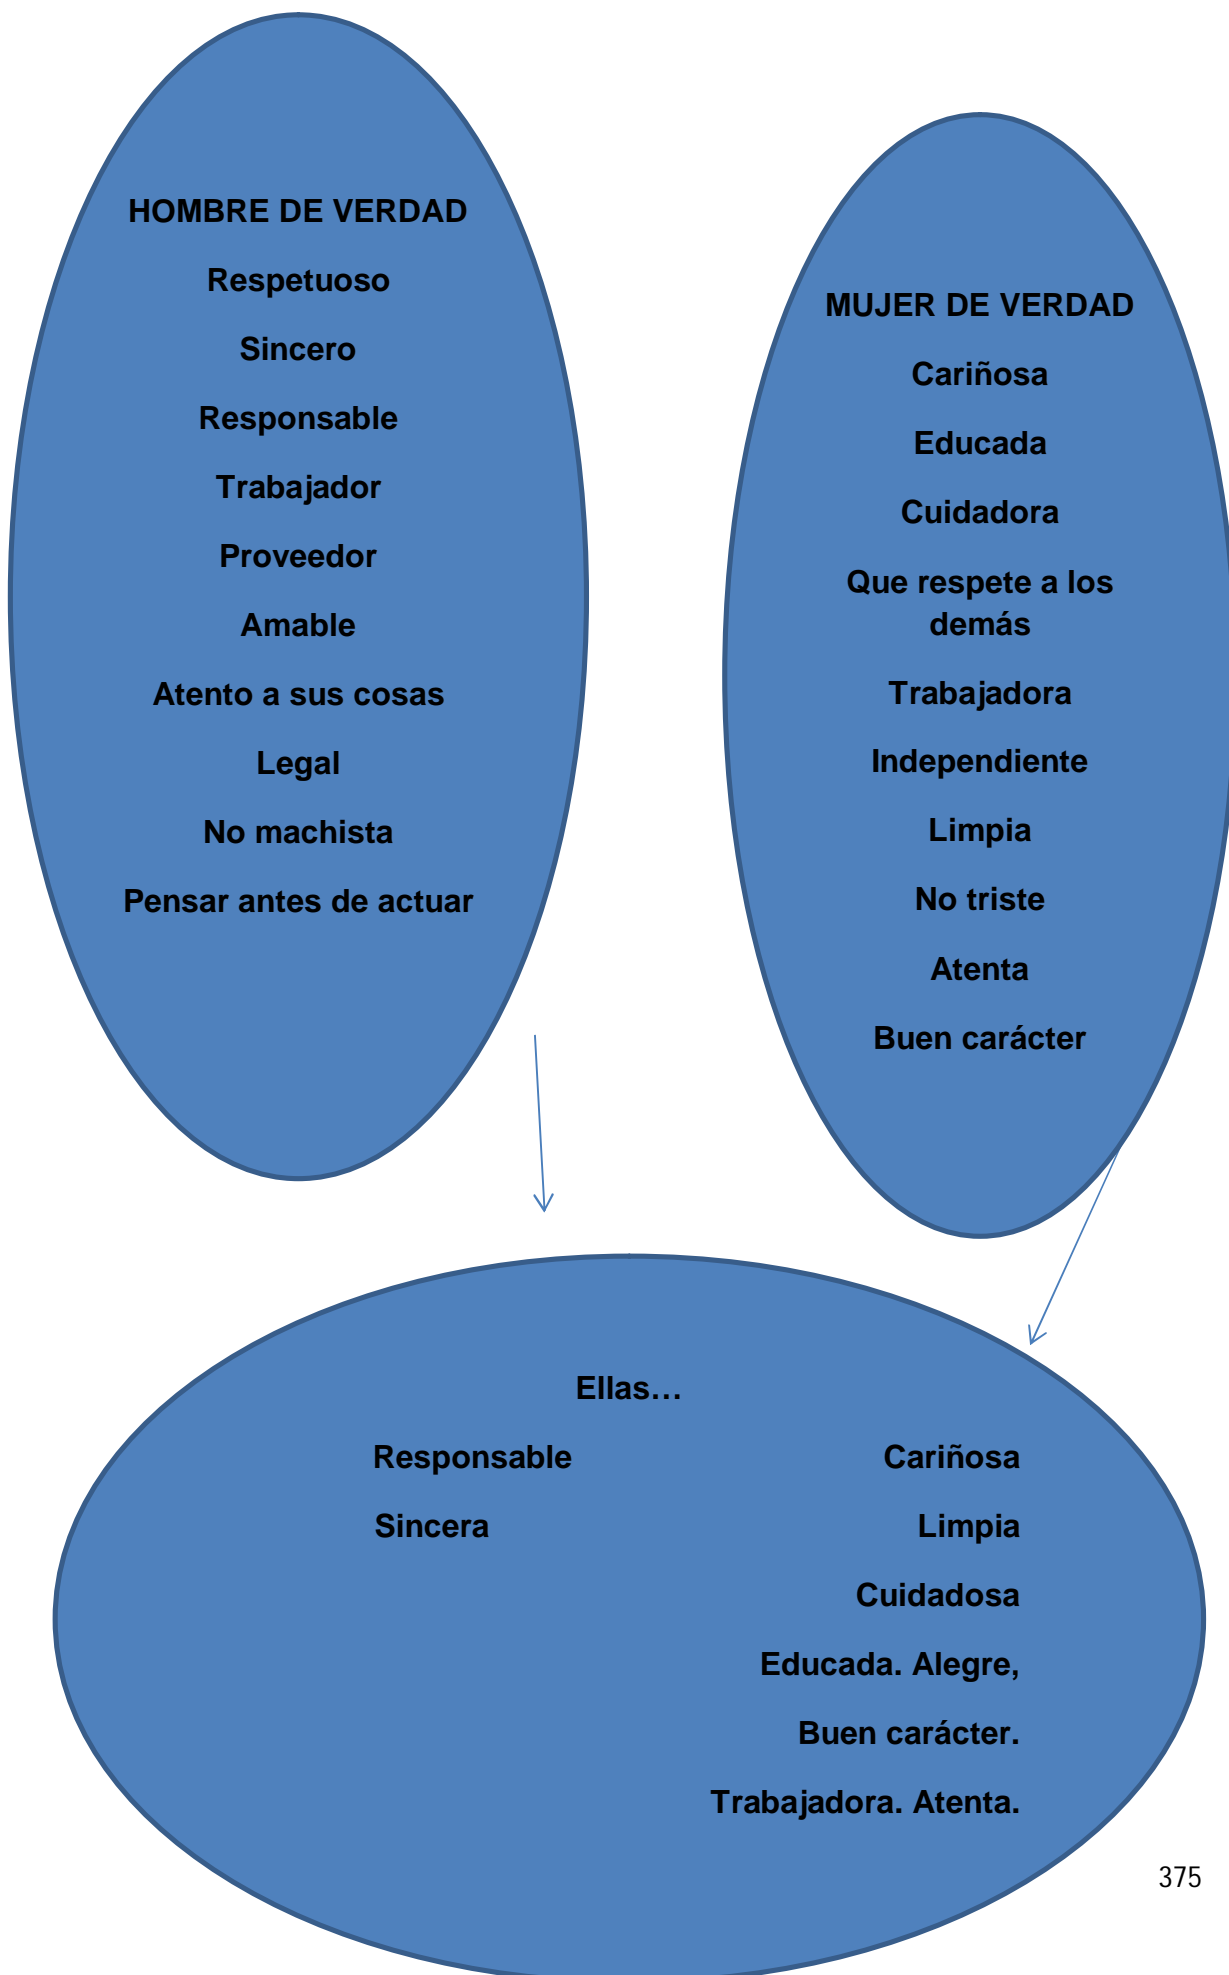 HOMBRE DE VERDAD
Respetuoso
Sincero
Responsable
Trabajador
Proveedor
Amable
Atento a sus cosas
Legal
No machista
Pensar antes de actuar
MUJER DE VERDAD
Cariñosa
Educada
Cuidadora
Que respete a los
demás
Trabajadora
Independiente
Limpia
No triste
Atenta
Buen carácter
Ellas…
Responsable Cariñosa
Sincera Limpia
Cuidadosa
Educada. Alegre,
Buen carácter.
Trabajadora. Atenta.
375